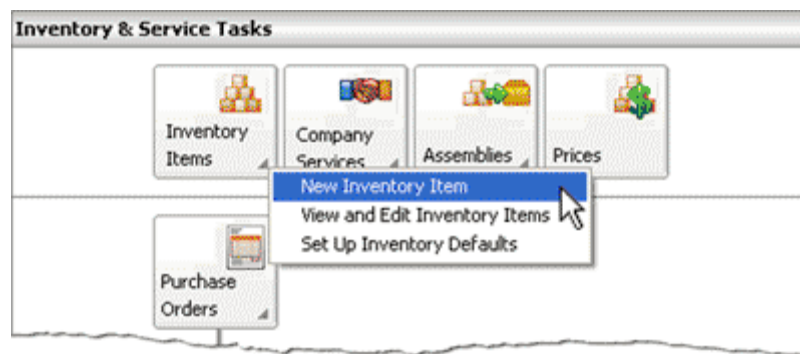 Inventory & Service Tasks
Inventory
Items
Company
Services
Assemblies
Prices
New Inventory Item
View and Edit Inventory Items
Set Up Inventory Defaults
Purchase
Orders